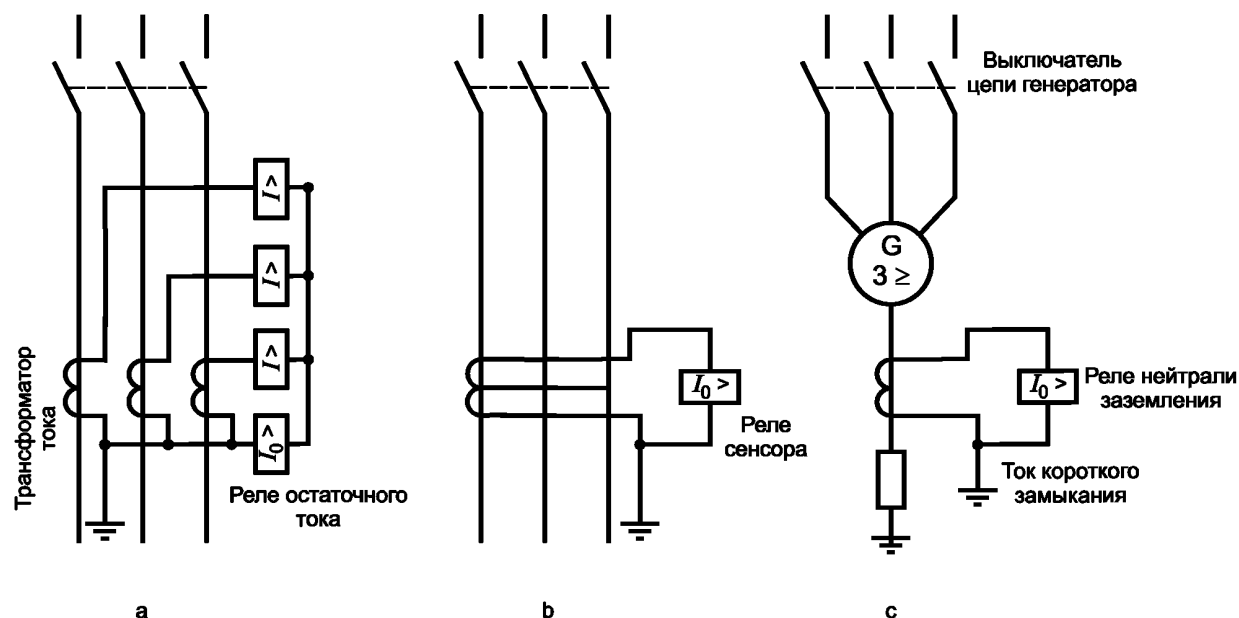 Выключатель
цепи генератора
I >
I >
I >
I₀ >
Трансформатор
тока
Реле остаточного
тока
I₀ >
Реле
сенсора
G
3 ≥
I₀ >
Реле нейтрали
заземления
Ток короткого
замыкания
a
b
c